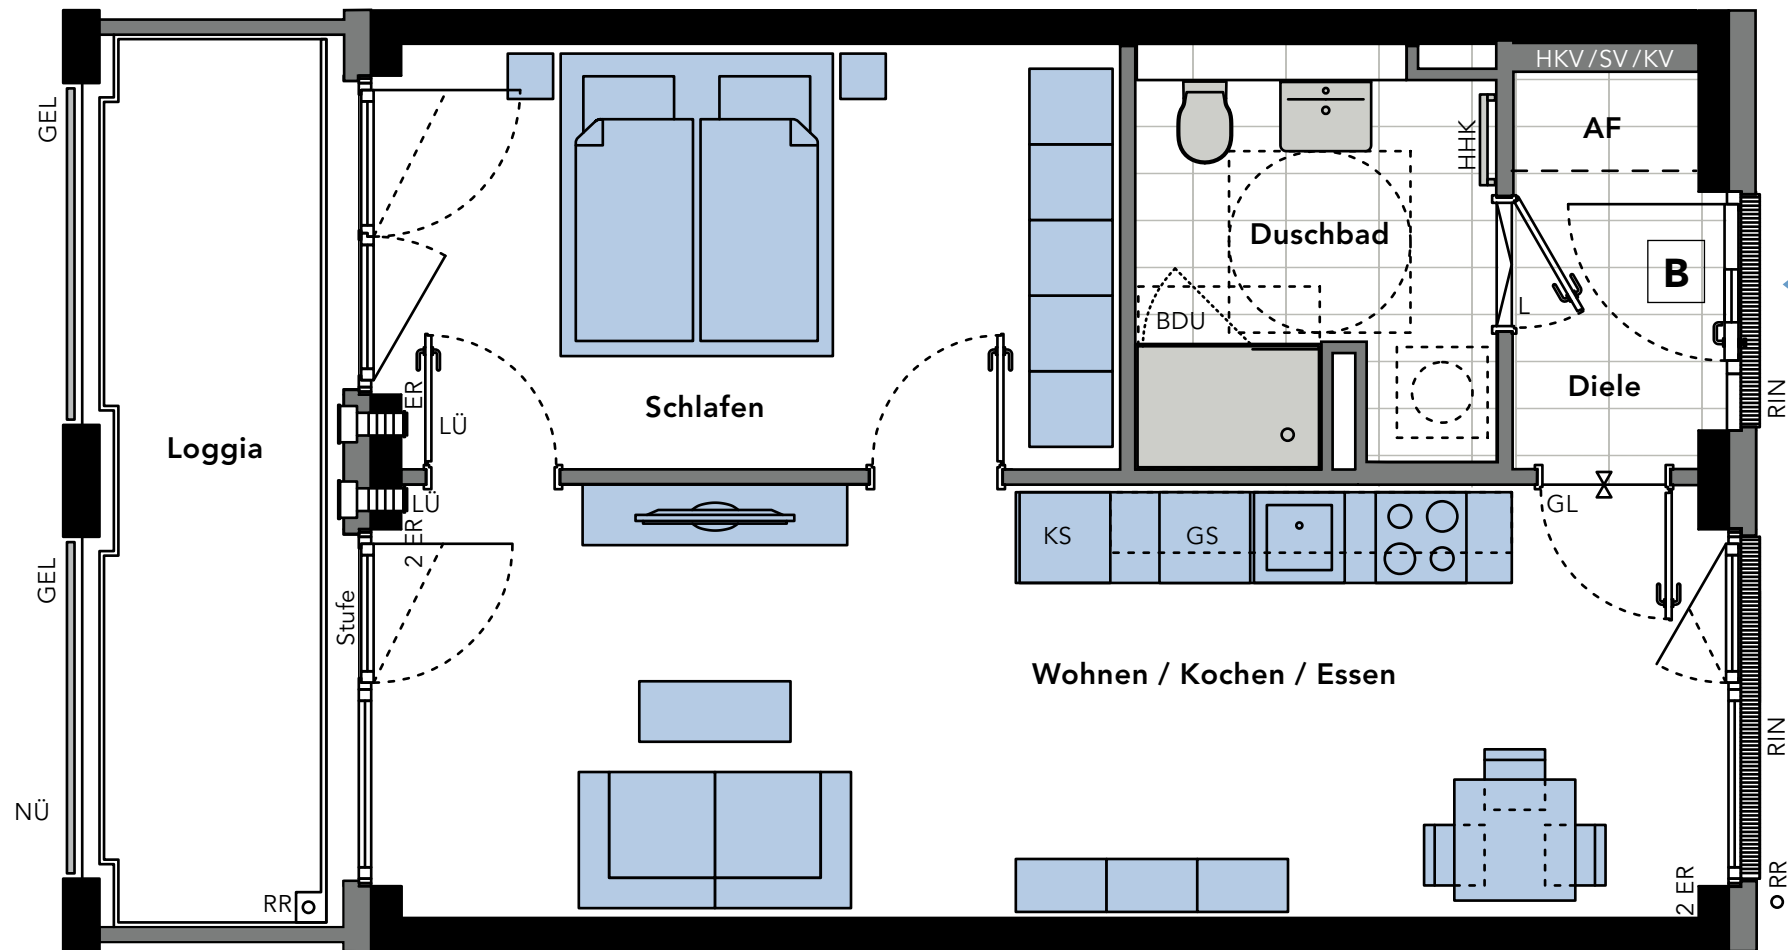 HKV/SV/KV
GEL
AF
HHK
Duschbad
B
L
BDU
ER
LÜ
Schlafen
Diele
RIN
Loggia
LÜ
2 ER
GL
KS
GS
GEL
Stufe
Wohnen / Kochen / Essen
RIN
NÜ
RR
2 ER
RR